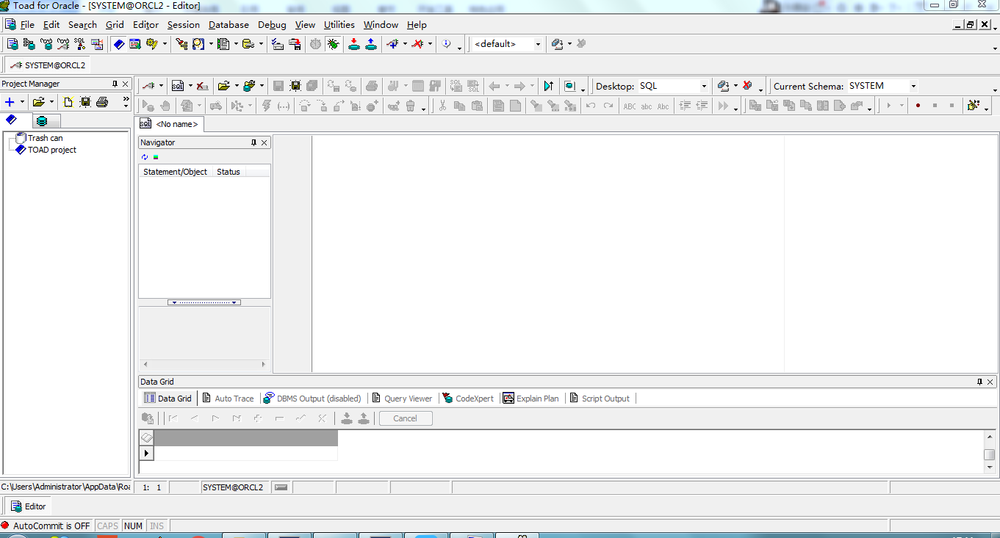 Toad for Oracle - [SYSTEM@ORCL2 - Editor]
File Edit Search Grid Editor Session Database Debug View Utilities Window Help
<default>
SYSTEM@ORCL2
Project Manager
Desktop: SQL Current Schema: SYSTEM
ABC abc Abc
<No name>
Trash can
TOAD project
Navigator
Statement/Object Status
Data Grid
Data Grid Auto Trace DBMS Output (disabled) Query Viewer CodeXpert Explain Plan Script Output
Cancel
C:\Users\Administrator\AppData\Roa 1: 1 SYSTEM@ORCL2
Editor
AutoCommit is OFF CAPS NUM INS